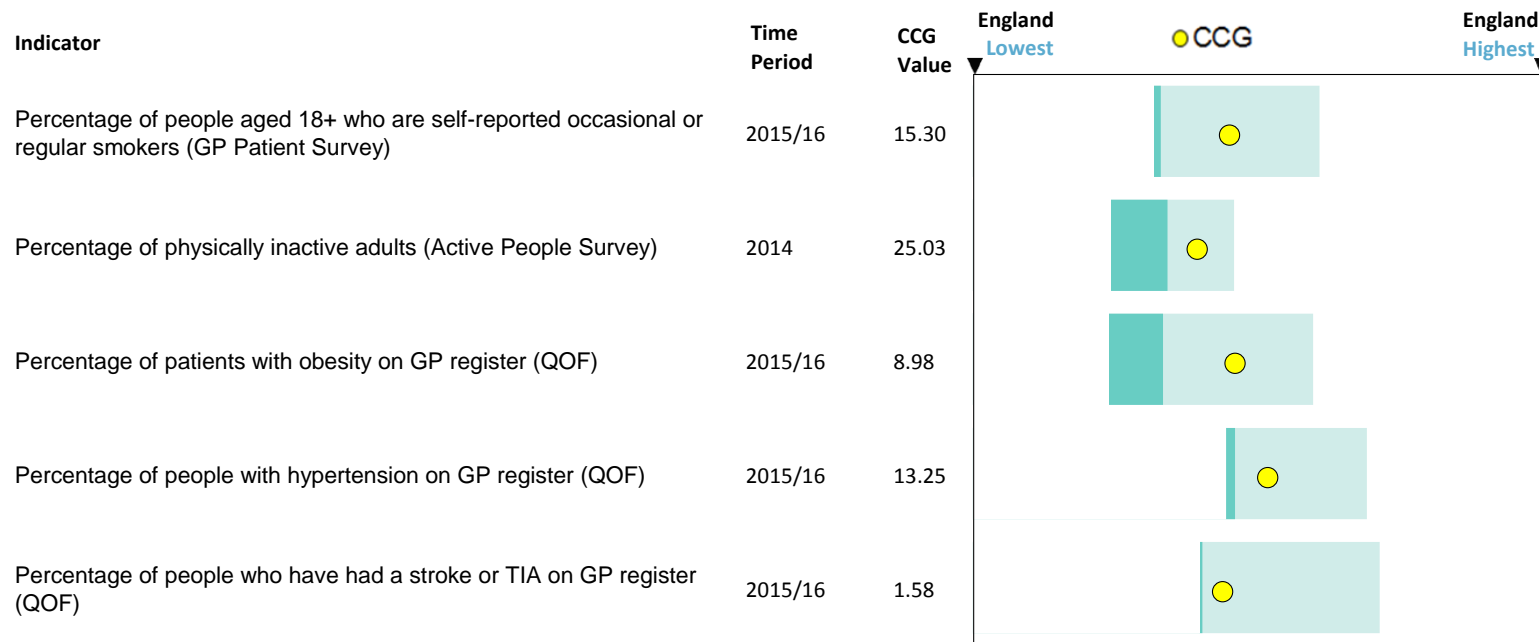 Indicator
Time
Period
CCG
Value
England
Lowest
CCG
England
Highest
Percentage of people aged 18+ who are self-reported occasional or
regular smokers (GP Patient Survey)
2015/16
15.30
Percentage of physically inactive adults (Active People Survey)
2014
25.03
Percentage of patients with obesity on GP register (QOF)
2015/16
8.98
Percentage of people with hypertension on GP register (QOF)
2015/16
13.25
Percentage of people who have had a stroke or TIA on GP register
(QOF)
2015/16
1.58